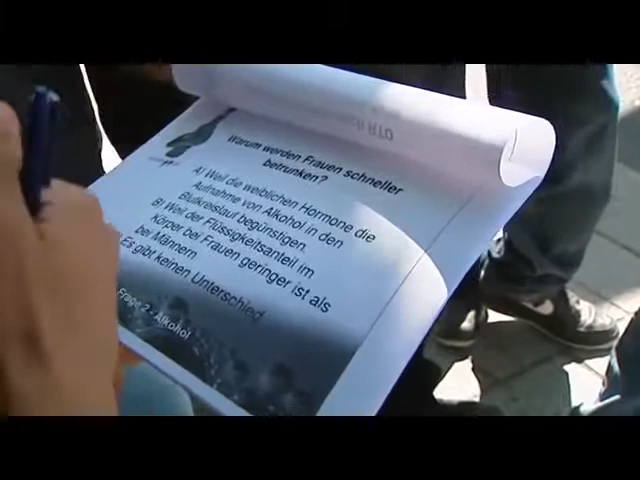 Warum werden Frauen schneller
betrunken?
A) Weil die weiblichen Hormone die
Aufnahme von Alkohol in den
Blutkreislauf begünstigen.
B) Weil der Flüssigkeitsanteil im
Körper bei Frauen geringer ist als
bei Männern
Es gibt keinen Unterschied
Frage 2 - Alkohol